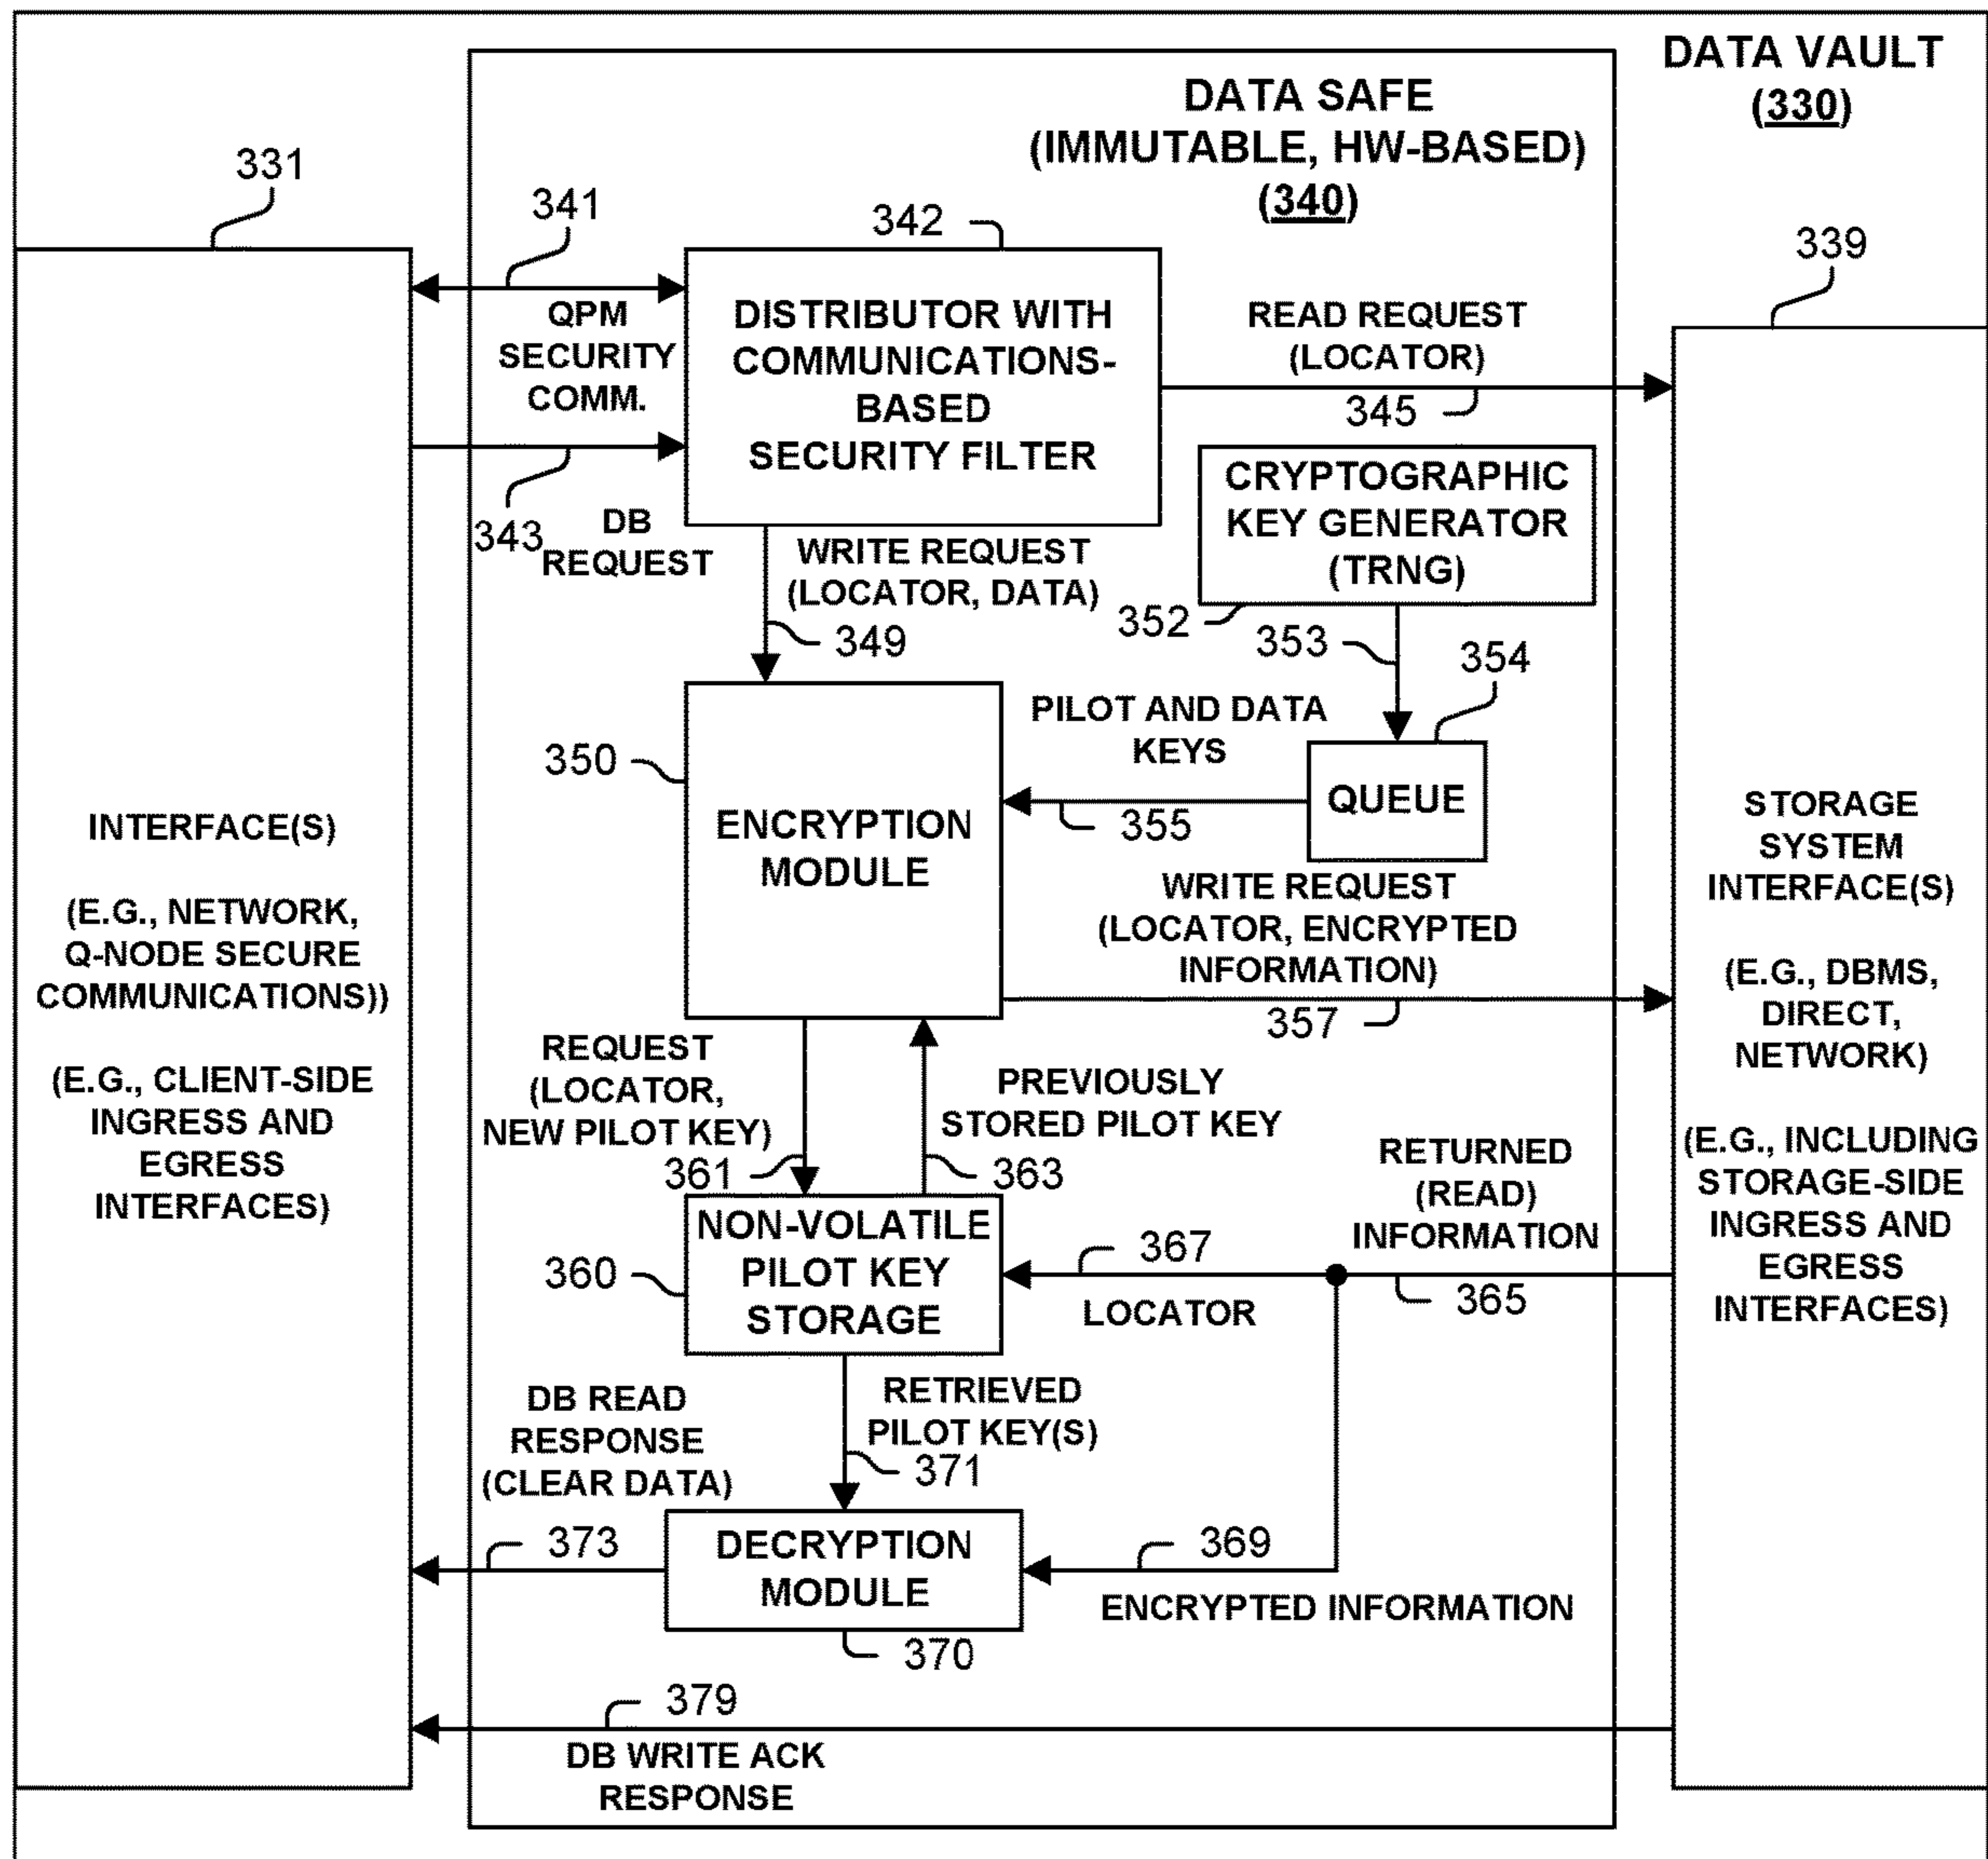 DATA VAULT
(330)
DATA SAFE
(IMMUTABLE, HW-BASED)
(340)
331
341
342
339
QPM
SECURITY
COMM.
DISTRIBUTOR WITH
COMMUNICATIONS-
BASED
SECURITY FILTER
READ REQUEST
(LOCATOR)
345
343
DB
REQUEST
CRYPTOGRAPHIC
KEY GENERATOR
(TRNG)
352
353
354
WRITE REQUEST
(LOCATOR, DATA)
349
PILOT AND DATA
KEYS
350
ENCRYPTION
MODULE
355
QUEUE
WRITE REQUEST
(LOCATOR, ENCRYPTED
INFORMATION)
357
INTERFACE(S)
(E.G., NETWORK,
Q-NODE SECURE
COMMUNICATIONS))
(E.G., CLIENT-SIDE
INGRESS AND
EGRESS
INTERFACES)
STORAGE
SYSTEM
INTERFACE(S)
(E.G., DBMS,
DIRECT,
NETWORK)
(E.G., INCLUDING
STORAGE-SIDE
INGRESS AND
EGRESS
INTERFACES)
REQUEST
(LOCATOR,
NEW PILOT KEY)
361
PREVIOUSLY
STORED PILOT KEY
363
RETURNED
(READ)
INFORMATION
365
360
NON-VOLATILE
PILOT KEY
STORAGE
367
LOCATOR
DB READ
RESPONSE
(CLEAR DATA)
RETRIEVED
PILOT KEY(S)
371
373
DECRYPTION
MODULE
370
369
ENCRYPTED INFORMATION
379
DB WRITE ACK
RESPONSE